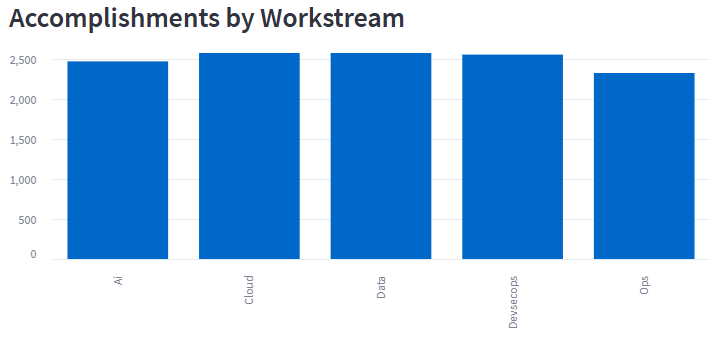 Accomplishments by Workstream
2,500
2,000
1,500
1,000
500
0
Ai
Cloud
Data
Devsecops
Ops